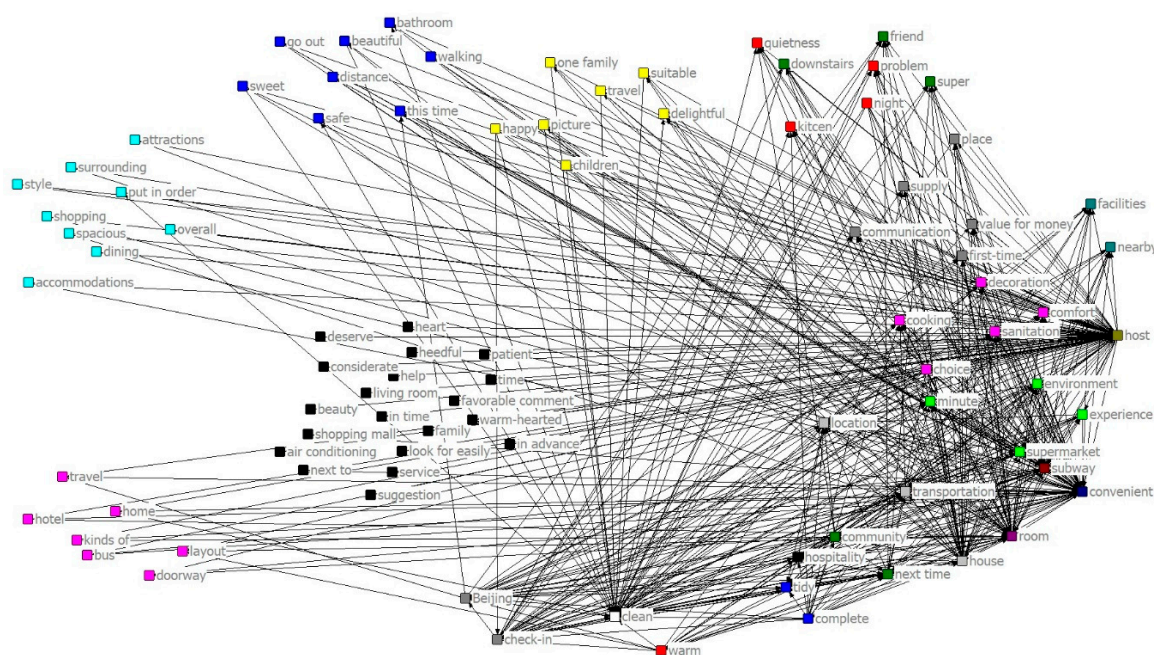 bathroom
go out
beautiful
walking
distance
sweet
safe
this time
one family
travel
suitable
delightful
happy
picture
children
quietness
downstairs
kitcen
friend
problem
super
night
place
supply
communication
value for money
first-time
facilities
nearby
decoration
comfort
sanitation
cooking
choice
host
environment
minute
experience
location
supermarket
subway
transportation
convenient
community
room
hospitality
house
tidy
next time
complete
attractions
surrounding
style
put in order
shopping
spacious
overall
dining
accommodations
heart
deserve
heedful
patient
considerate
help
time
living room
favorable comment
beauty
in time
warm-hearted
shopping mall
family
in advance
air conditioning
look for easily
next to
service
suggestion
travel
hotel
home
kinds of
bus
layout
doorway
Beijing
clean
check-in
warm